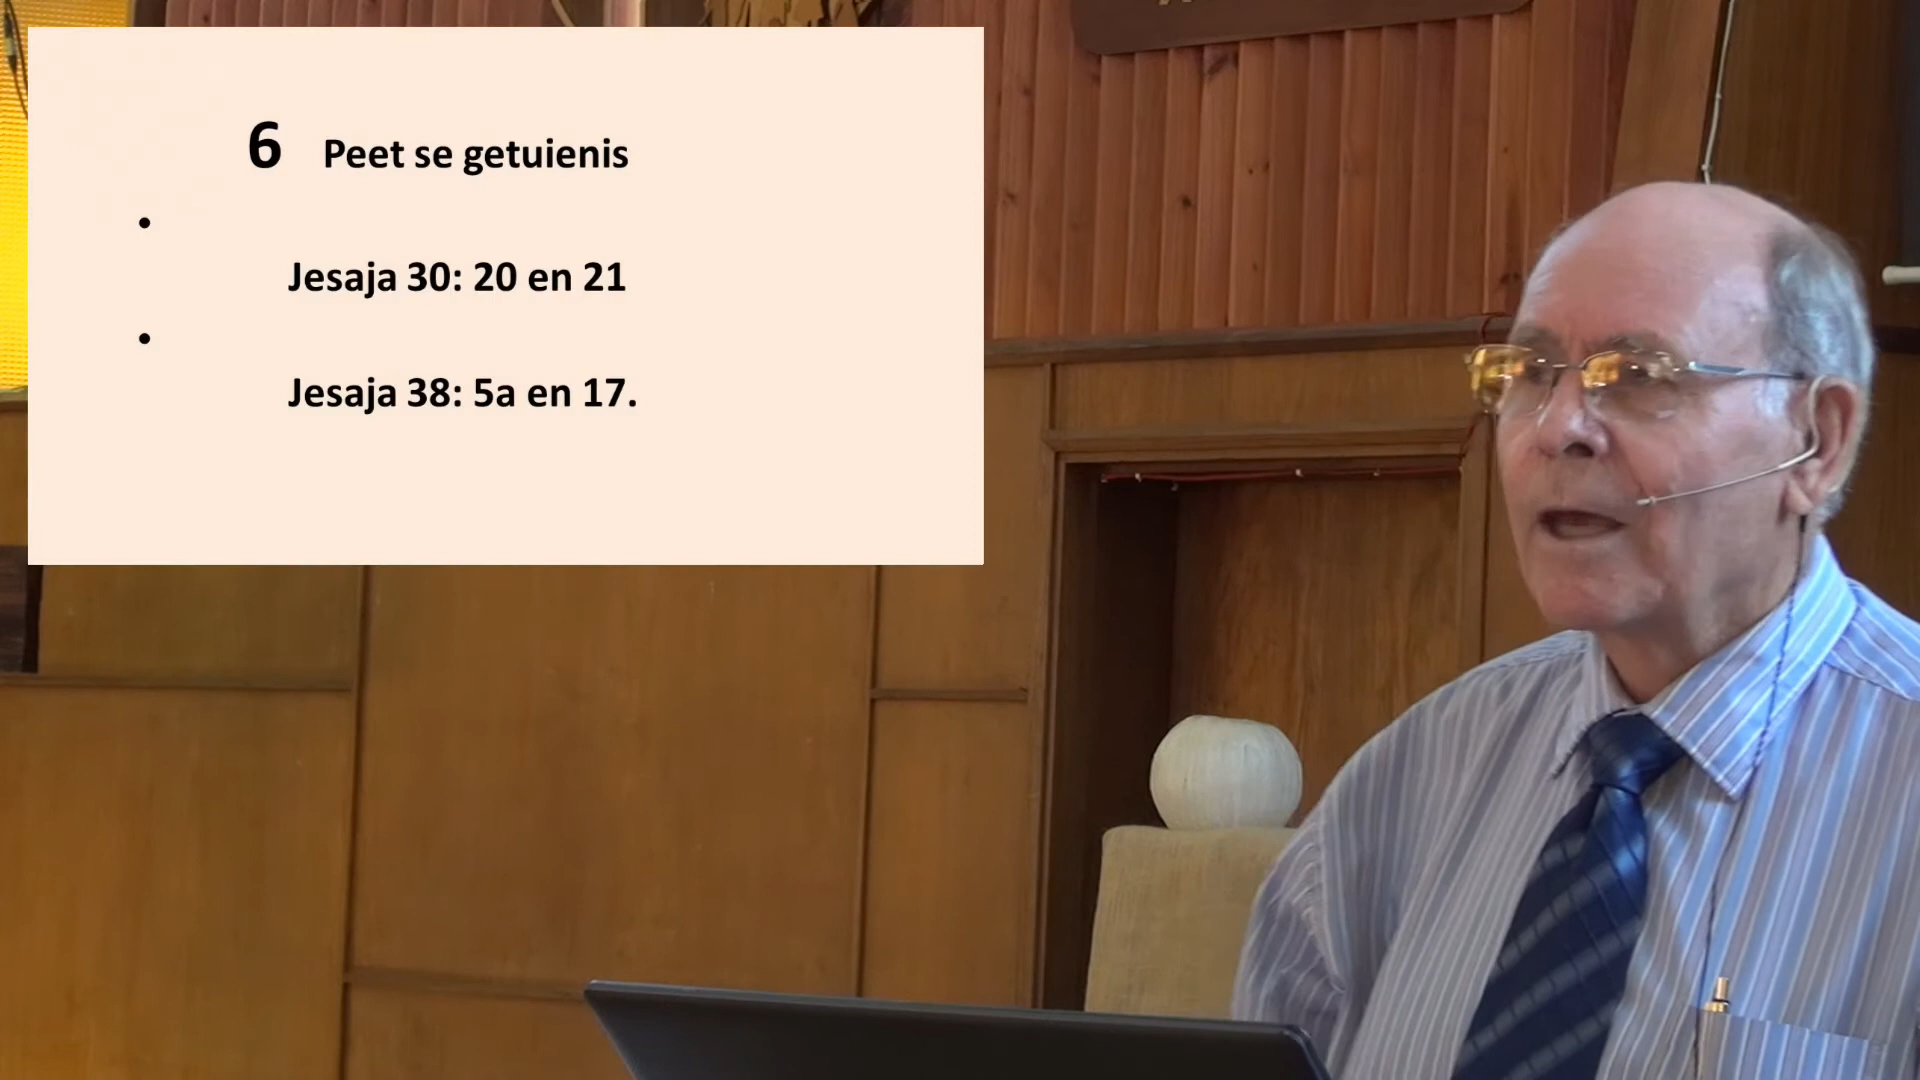 6 Peet se getuienis
•
Jesaja 30: 20 en 21
•
Jesaja 38: 5a en 17.